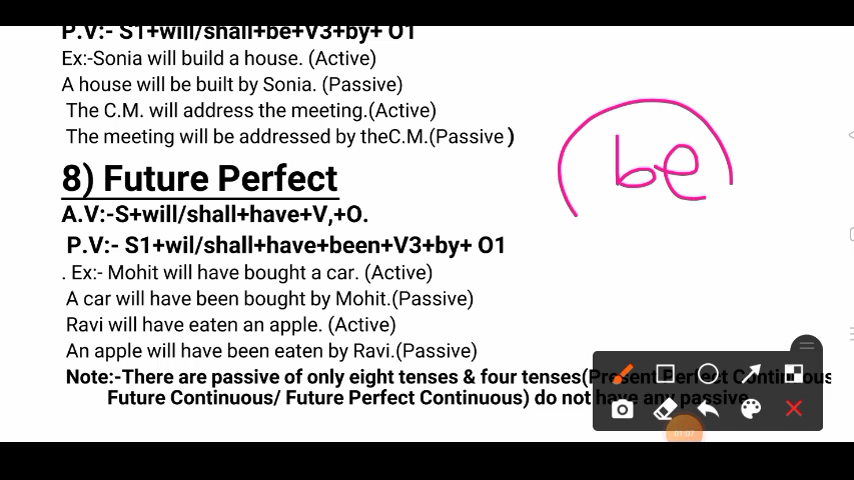 P.V:- S1+will/shall+be+V3+by+ O1
Ex:-Sonia will build a house. (Active)
A house will be built by Sonia. (Passive)
The C.M. will address the meeting.(Active)
The meeting will be addressed by theC.M.(Passive)
be
8) Future Perfect
A.V:-S+will/shall+have+V,+O.
P.V:- S1+wil/shall+have+been+V3+by+ O1
. Ex:- Mohit will have bought a car. (Active)
A car will have been bought by Mohit.(Passive)
Ravi will have eaten an apple. (Active)
An apple will have been eaten by Ravi.(Passive)
Note:-There are passive of only eight tenses & four tenses(Present Perfect Continuous
Future Continuous/ Future Perfect Continuous) do not have any passive
01:07